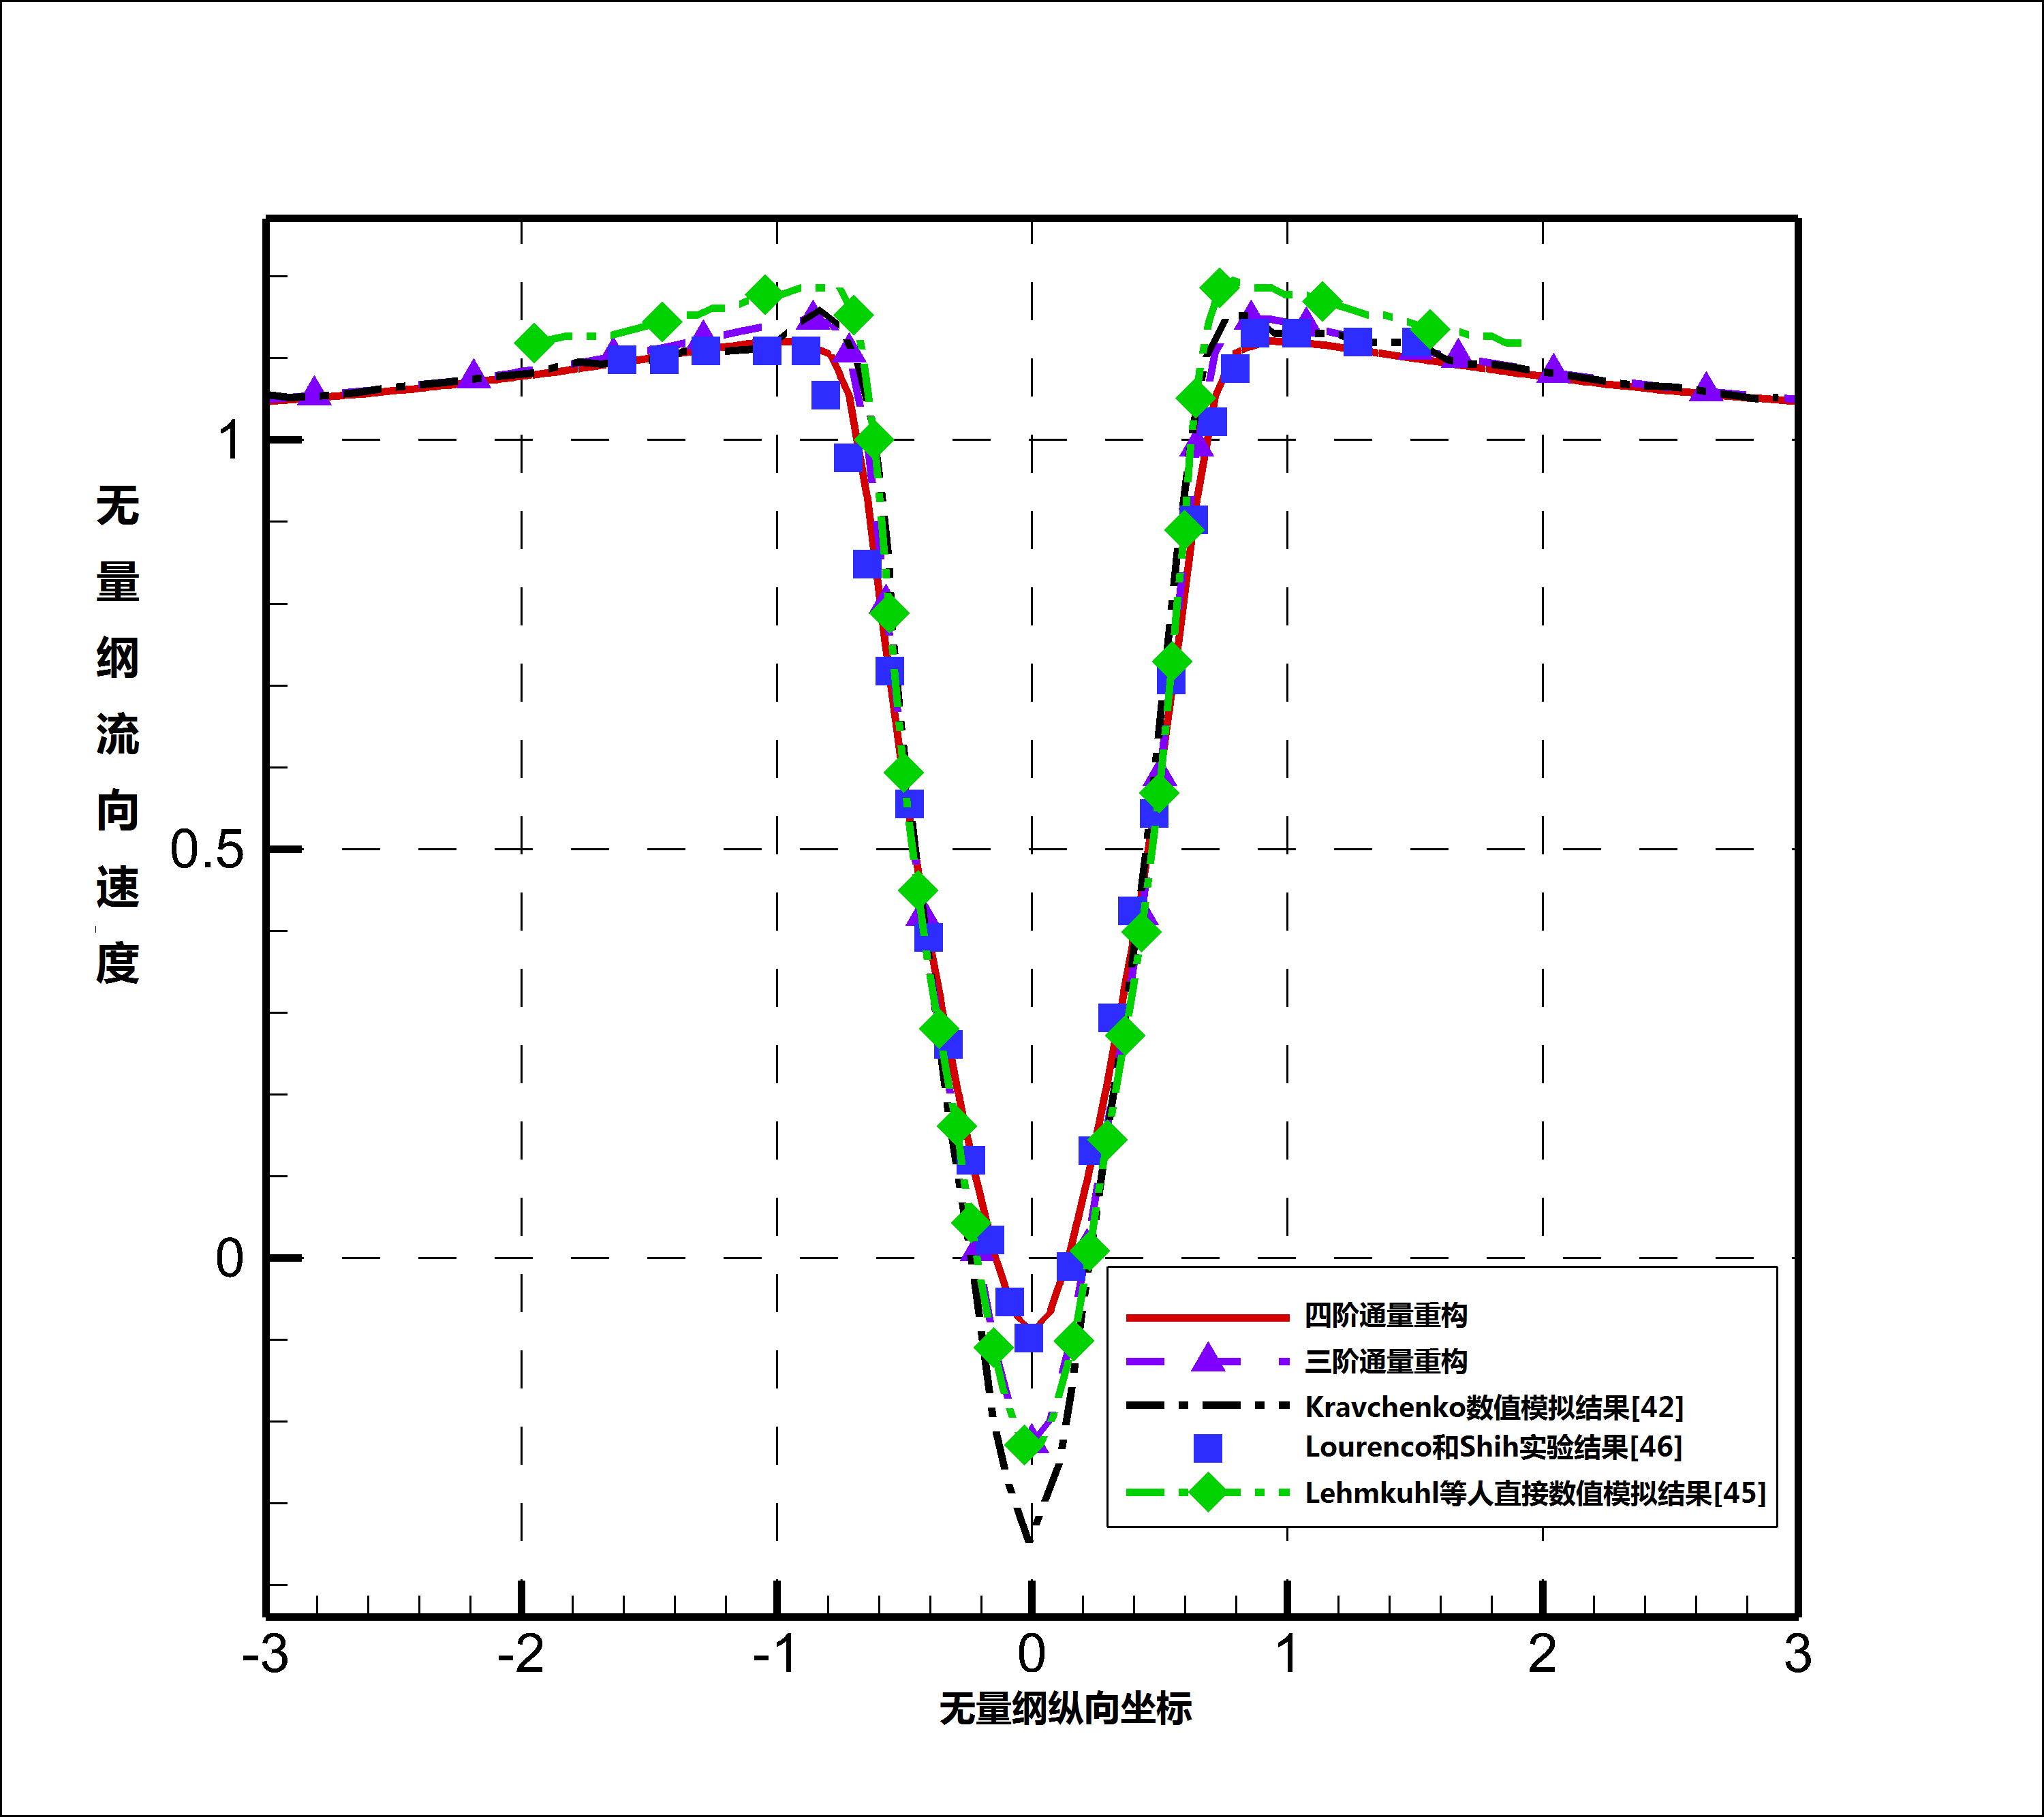 1
0.5
0
无量纲流向速度
-3 -2 -1 0 1 2 3
无量纲纵向坐标
四阶通量重构
三阶通量重构
Kravchenko数值模拟结果[42]
Lourenco和Shih实验结果[46]
Lehmkuhl等人直接数值模拟结果[45]